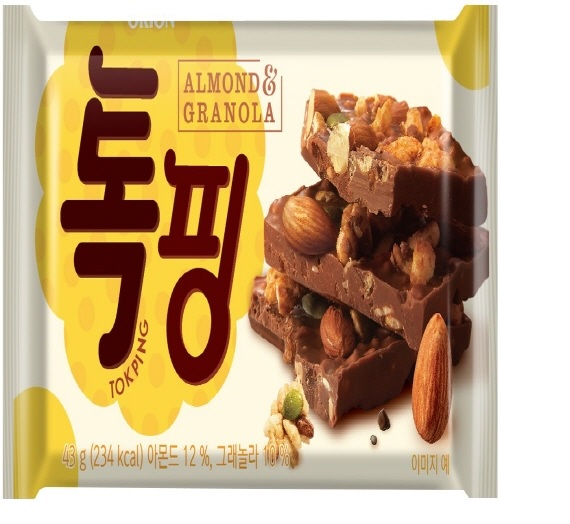 ORION
ALMOND&
GRANOLA
톡핑
TOKPING
43 g (234 kcal) 아몬드 12 %, 그래놀라 10 %
이미지 예